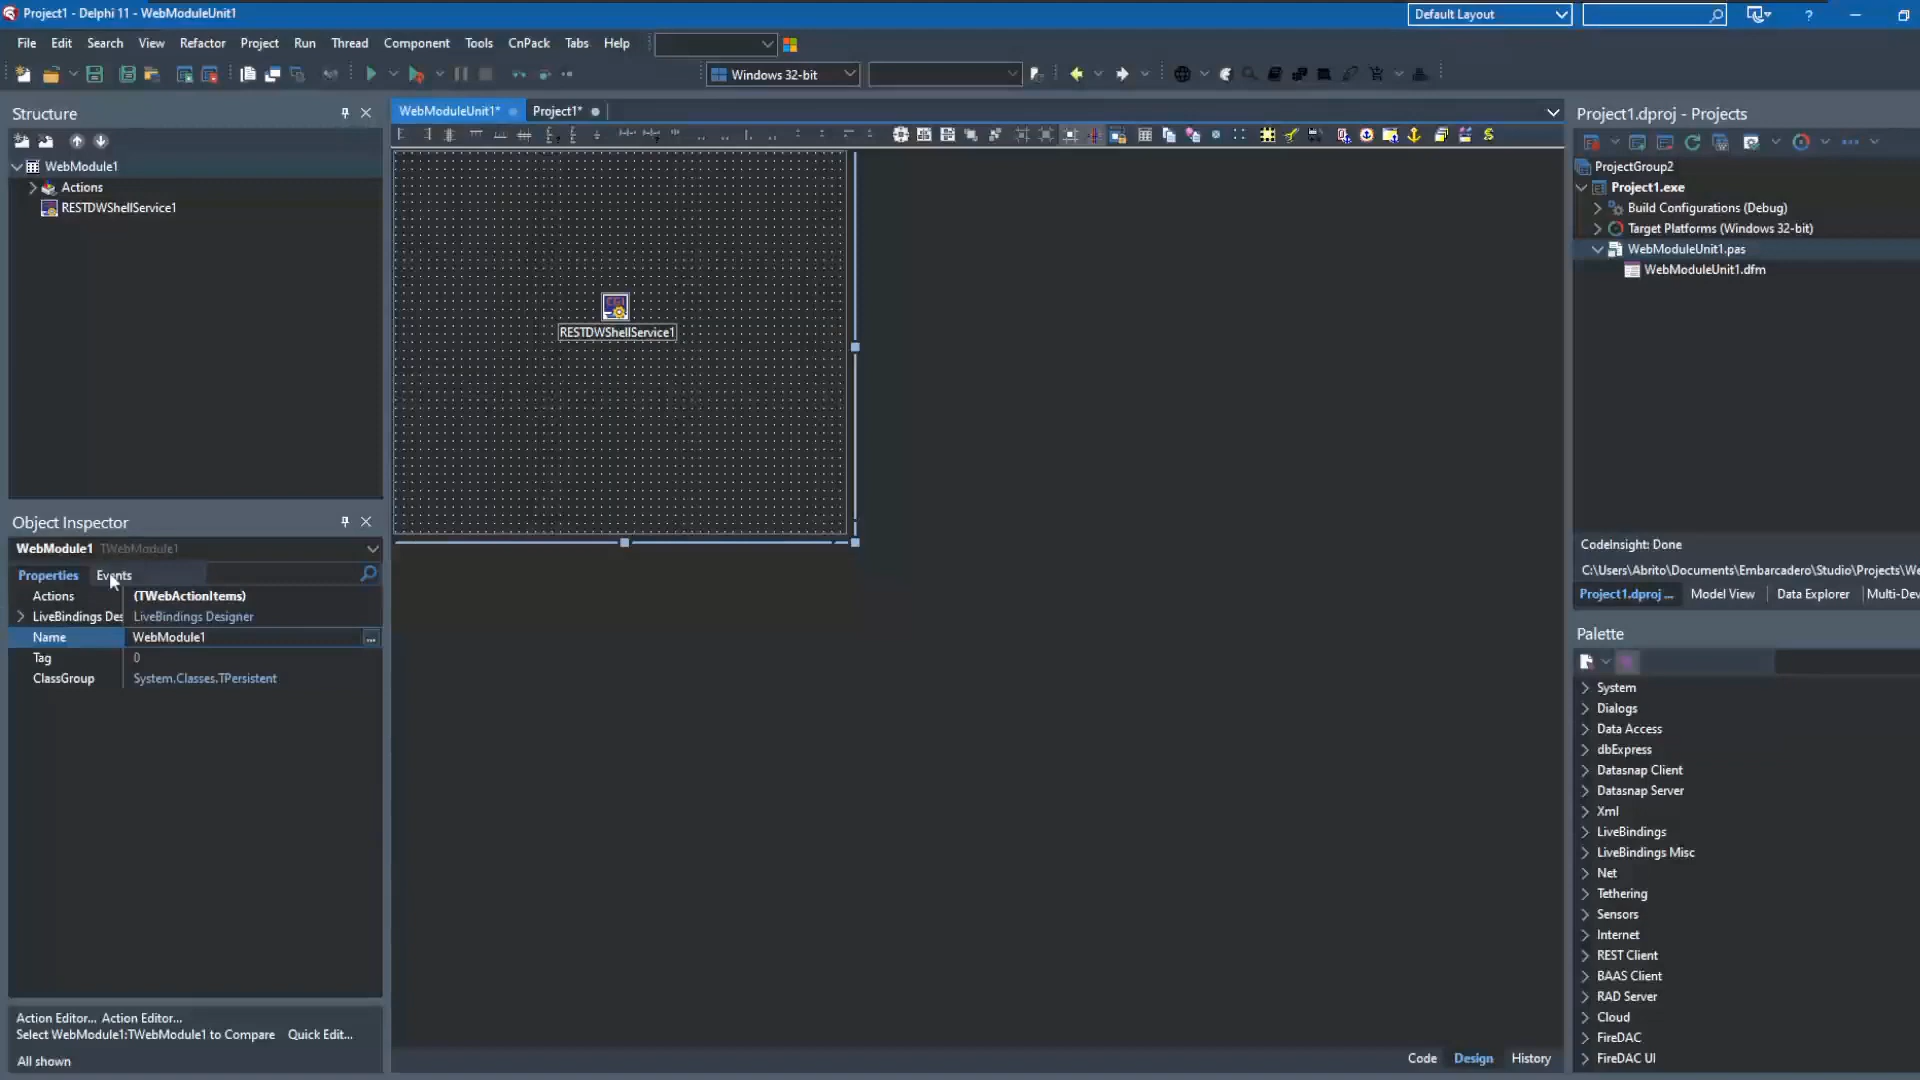 Project1 - Delphi 11 - WebModuleUnit1
Default Layout
File Edit Search View Refactor Project Run Thread Component Tools CnPack Tabs Help
Windows 32-bit
Structure
WebModule1
Actions
RESTDWShellService1
WebModuleUnit1*
Project1*
RESTDWShellService1
Object Inspector
WebModule1 TWebModule1
Properties Events
Actions (TWebActionItems)
LiveBindings Des LiveBindings Designer
Name WebModule1 ...
Tag 0
ClassGroup System.Classes.TPersistent
Action Editor... Action Editor...
Select WebModule1:TWebModule1 to Compare Quick Edit...
All shown
Code Design History
Project1.dproj - Projects
ProjectGroup2
Project1.exe
Build Configurations (Debug)
Target Platforms (Windows 32-bit)
WebModuleUnit1.pas
WebModuleUnit1.dfm
CodeInsight: Done
C:\Users\Abrito\Documents\Embarcadero\Studio\Projects\We
Project1.dproj ... Model View Data Explorer Multi-Dev
Palette
System
Dialogs
Data Access
dbExpress
Datasnap Client
Datasnap Server
Xml
LiveBindings
LiveBindings Misc
Net
Tethering
Sensors
Internet
REST Client
BAAS Client
RAD Server
Cloud
FireDAC
FireDAC UI